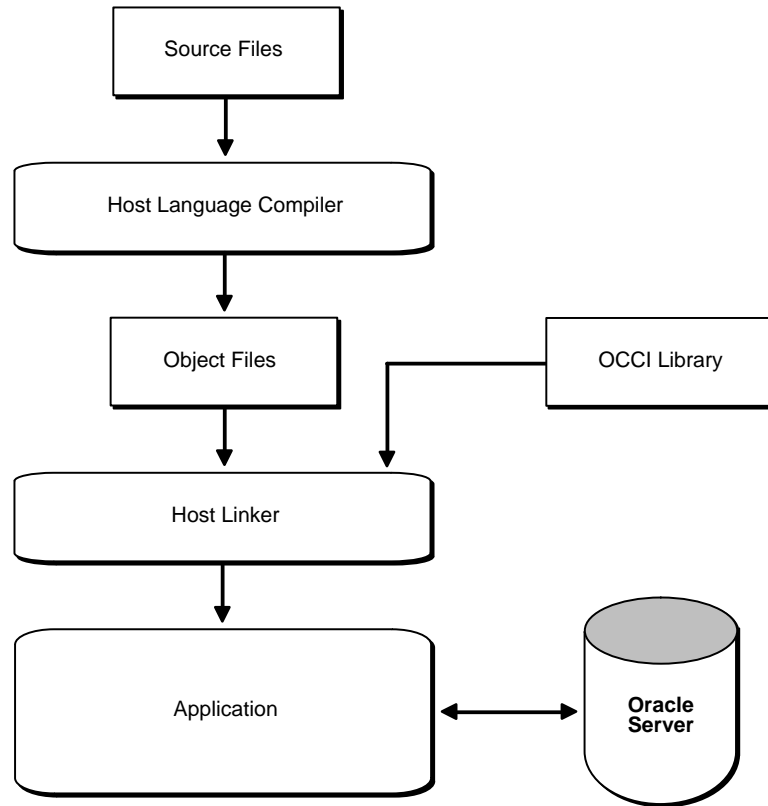 Source Files
Host Language Compiler
Object Files
OCCI Library
Host Linker
Application
Oracle
Server